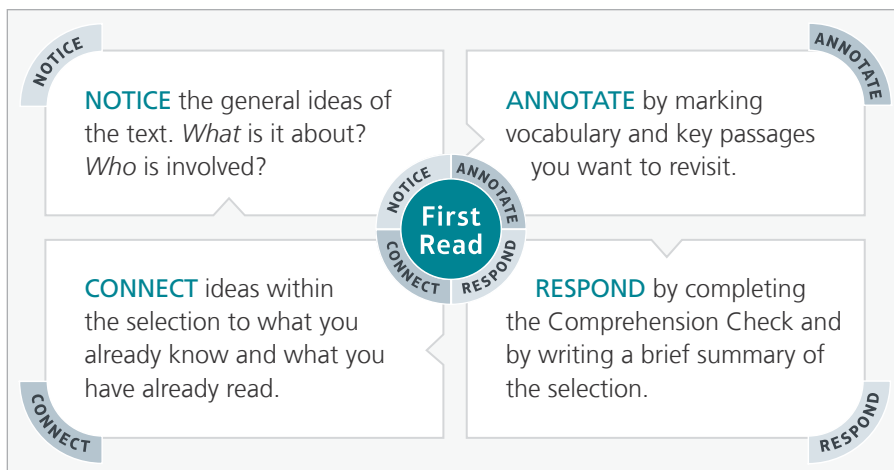 NOTICE
NOTICE the general ideas of
the text. What is it about?
Who is involved?
ANNOTATE
ANNOTATE by marking
vocabulary and key passages
you want to revisit.
NOTICE
ANNOTATE
First
Read
CONNECT
RESPOND
CONNECT ideas within
the selection to what you
already know and what you
have already read.
CONNECT
RESPOND by completing
the Comprehension Check and
by writing a brief summary of
the selection.
RESPOND